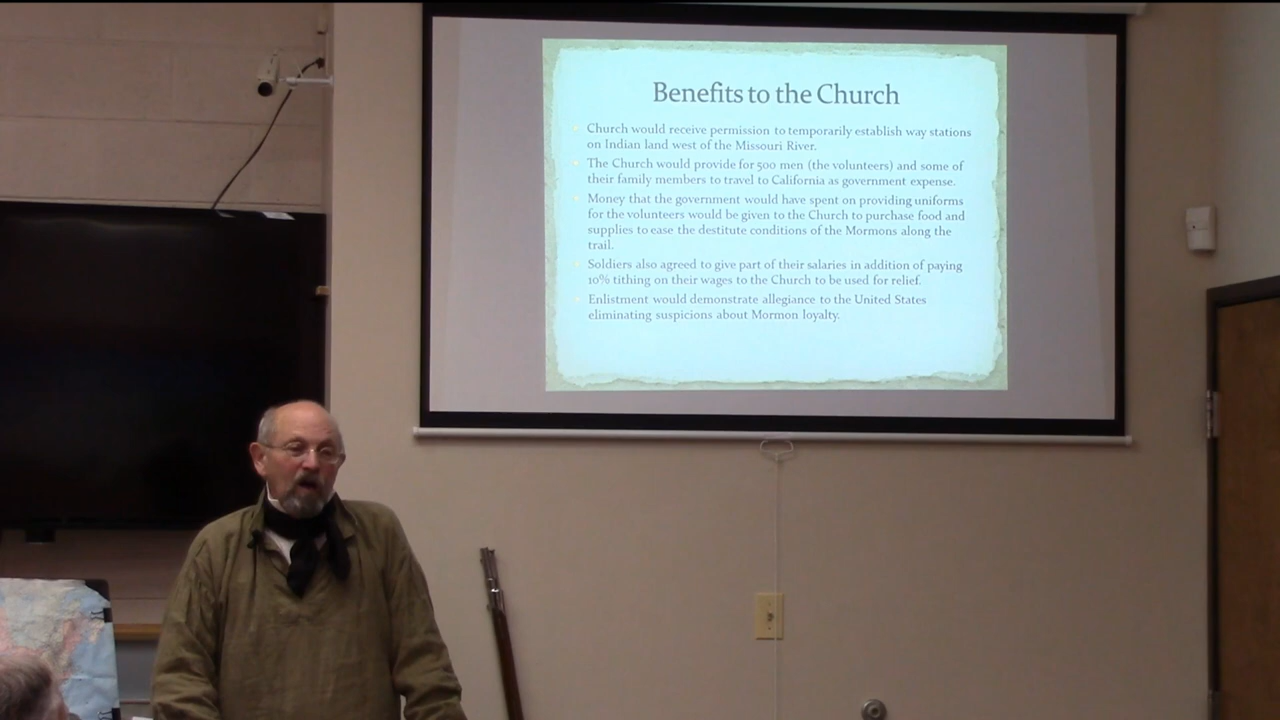 Benefits to the Church
Church would receive permission to temporarily establish way stations
on Indian land west of the Missouri River.
The Church would provide for 500 men (the volunteers) and some of
their family members to travel to California as government expense.
Money that the government would have spent on providing uniforms
for the volunteers would be given to the Church to purchase food and
supplies to ease the destitute conditions of the Mormons along the
trail.
Soldiers also agreed to give part of their salaries in addition of paying
10% tithing on their wages to the Church to be used for relief.
Enlistment would demonstrate allegiance to the United States
eliminating suspicions about Mormon loyalty.